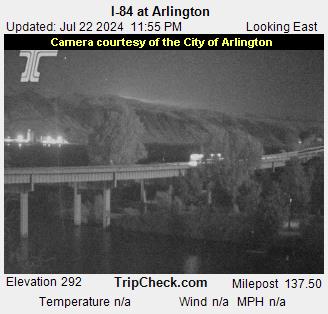 I-84 at Arlington
Updated: Jul 22 2024 11:55 PM Looking East
Camera courtesy of the City of Arlington
Elevation 292 TripCheck.com Milepost 137.50
Temperature n/a Wind n/a MPH n/a